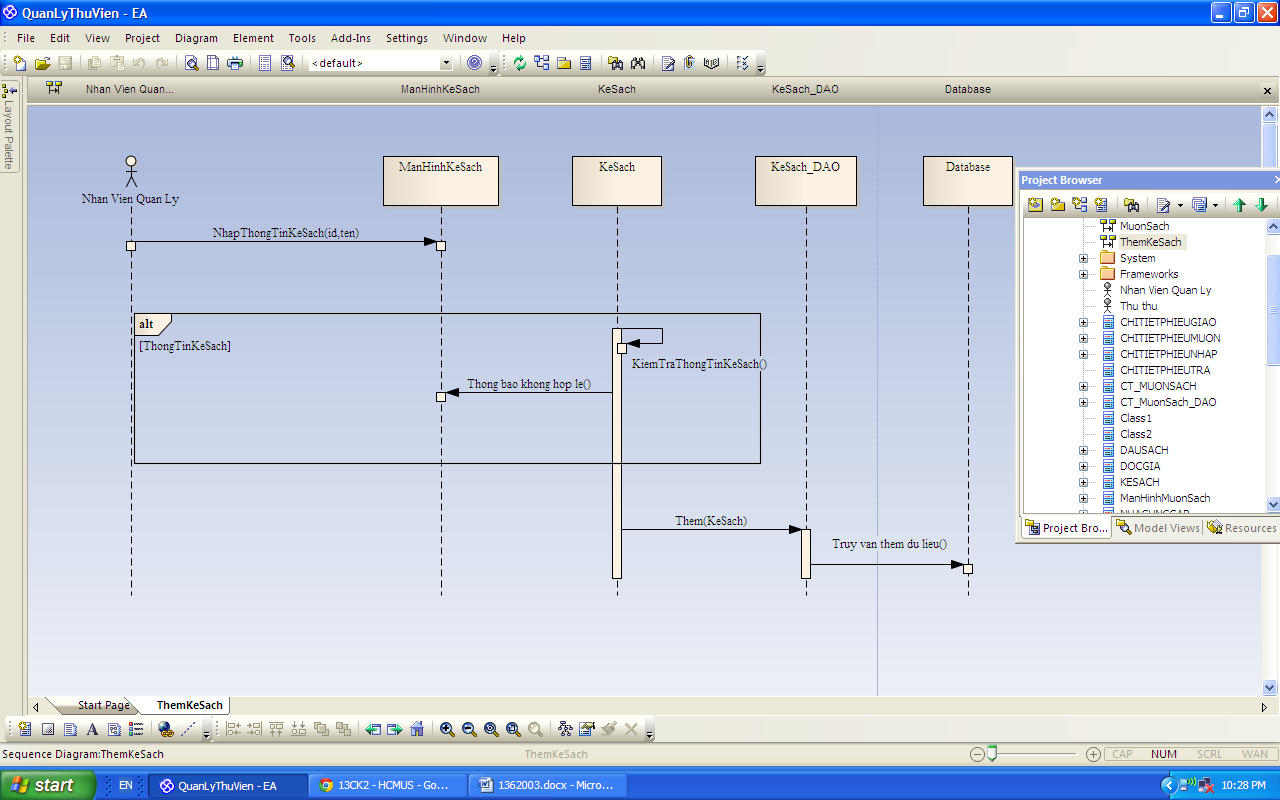 QuanLyThuVien - EA
File Edit View Project Diagram Element Tools Add-Ins Settings Window Help
<default>
Nhan Vien Quan... ManHinhKeSach KeSach KeSach_DAO Database
Layout Palette
ManHinhKeSach KeSach KeSach_DAO Database
Nhan Vien Quan Ly
NhapThongTinKeSach(id,ten)
alt
[ThongTinKeSach]
KiemTraThongTinKeSach()
Thong bao khong hop le()
Them(KeSach)
Truy van them du lieu()
Project Browser
MuonSach
ThemKeSach
System
Frameworks
Nhan Vien Quan Ly
Thu thu
CHITIETPHIEUGIAO
CHITIETPHIEUMUON
CHITIETPHIEUNHAP
CHITIETPHIEUTRA
CT_MUONSACH
CT_MuonSach_DAO
Class1
Class2
DAUSACH
DOCGIA
KESACH
ManHinhMuonSach
Project Bro... Model Views Resources
Start Page ThemKeSach
Sequence Diagram:ThemKeSach ThemKeSach CAP NUM SCRL WAN
start EN QuanLyThuVien - EA 13CK2 - HCMUS - Go... 1362003.docx - Micro... 10:28 PM